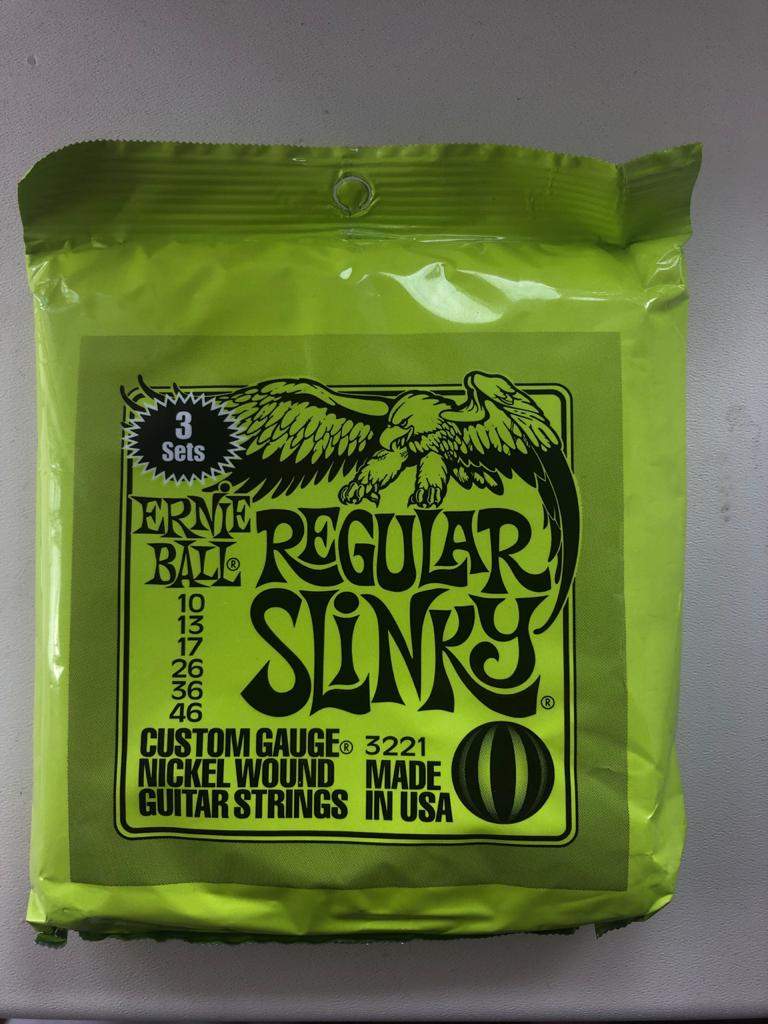 3
Sets
ERNIE
BALL®
REGULAR
SLINKY®
10
13
17
26
36
46
CUSTOM GAUGE®
NICKEL WOUND
GUITAR STRINGS
3221
MADE
IN USA